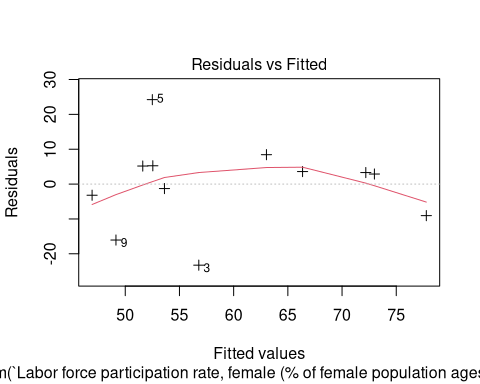 Residuals vs Fitted
30
20
10
0
-20
Residuals
5
9
3
50 55 60 65 70 75
Fitted values
m(`Labor force participation rate, female (% of female population ages